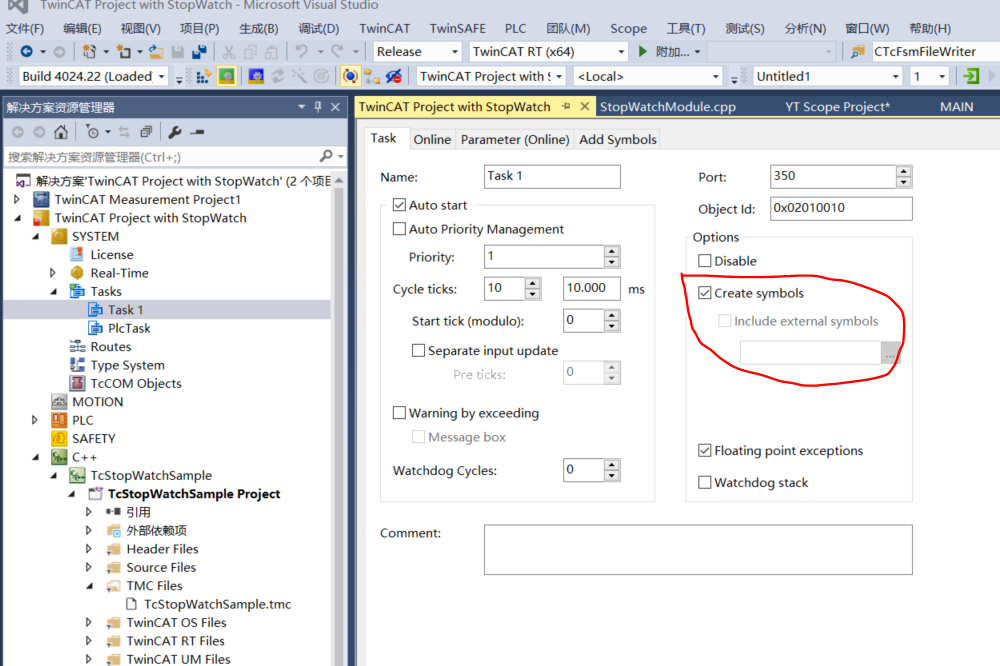 TwinCAT Project with StopWatch - Microsoft Visual Studio
文件(F) 编辑(E) 视图(V) 项目(P) 生成(B) 调试(D) TwinCAT TwinSAFE PLC 团队(M) Scope 工具(T) 测试(S) 分析(N) 窗口(W) 帮助(H)
Release TwinCAT RT (x64) 附加... CTcFsmFileWriter
Build 4024.22 (Loaded TwinCAT Project with S <Local> Untitled1 1
解决方案资源管理器
搜索解决方案资源管理器(Ctrl+;)
解决方案'TwinCAT Project with StopWatch' (2 个项目
TwinCAT Measurement Project1
TwinCAT Project with StopWatch
SYSTEM
License
Real-Time
Tasks
Task 1
PlcTask
Routes
Type System
TcCOM Objects
MOTION
PLC
SAFETY
C++
TcStopWatchSample
TcStopWatchSample Project
引用
外部依赖项
Header Files
Source Files
TMC Files
TcStopWatchSample.tmc
TwinCAT OS Files
TwinCAT RT Files
TwinCAT UM Files
TwinCAT Project with StopWatch StopWatchModule.cpp YT Scope Project* MAIN
Task Online Parameter (Online) Add Symbols
Name: Task 1
Auto start
Auto Priority Management
Priority: 1
Cycle ticks: 10 10.000 ms
Start tick (modulo): 0
Separate input update
Pre ticks: 0
Warning by exceeding
Message box
Watchdog Cycles: 0
Port: 350
Object Id: 0x02010010
Options
Disable
Create symbols
Include external symbols
...
Floating point exceptions
Watchdog stack
Comment: